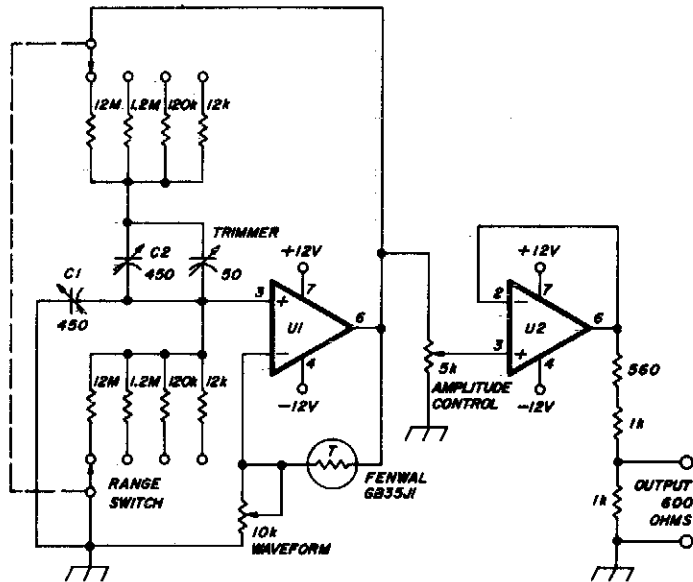 12M 1.2M 120k 12k
TRIMMER
C2
450
50
C1
450
+12V
3
+
7
U1
6
-
4
-12V
12M 1.2M 120k 12k
RANGE
SWITCH
T
FENWAL
GB35J1
10k
WAVEFORM
5k
AMPLITUDE
CONTROL
+12V
2
-
7
U2
6
3
+
4
-12V
560
1k
1k
OUTPUT
600
OHMS